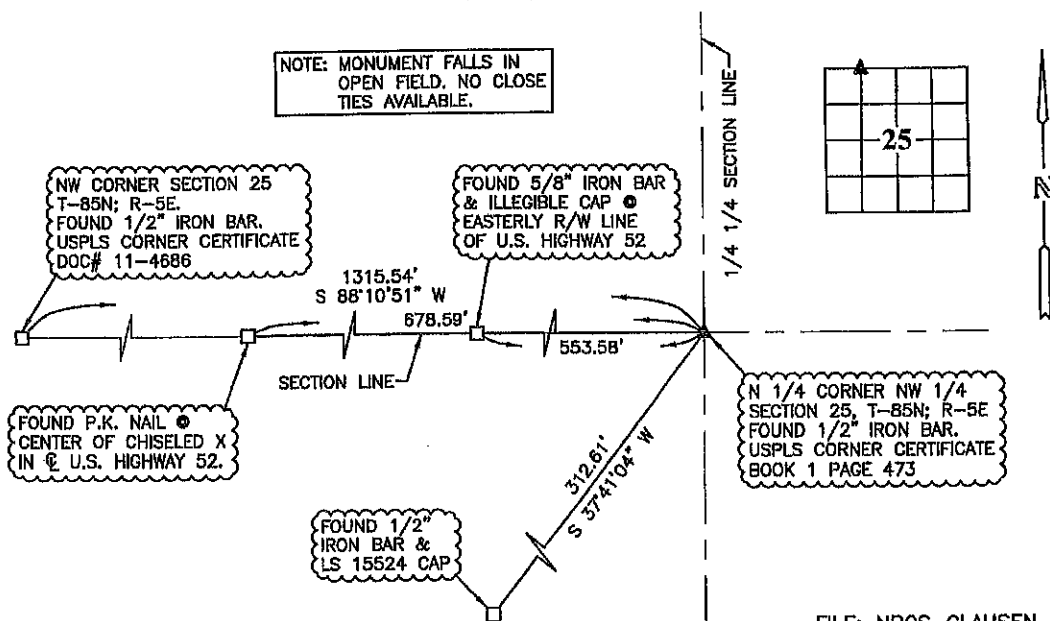 NOTE: MONUMENT FALLS IN
OPEN FIELD. NO CLOSE
TIES AVAILABLE.
1/4 1/4 SECTION LINE
25
N
NW CORNER SECTION 25
T-85N; R-5E.
FOUND 1/2" IRON BAR.
USPLS CORNER CERTIFICATE
DOC# 11-4686
FOUND 5/8" IRON BAR
& ILLEGIBLE CAP @
EASTERLY R/W LINE
OF U.S. HIGHWAY 52
1315.54'
S 88°10'51" W
678.59'
553.58'
SECTION LINE
FOUND P.K. NAIL @
CENTER OF CHISELED X
IN ℄ U.S. HIGHWAY 52.
N 1/4 CORNER NW 1/4
SECTION 25, T-85N; R-5E
FOUND 1/2" IRON BAR.
USPLS CORNER CERTIFICATE
BOOK 1 PAGE 473
312.61'
S 37°41'04" W
FOUND 1/2"
IRON BAR &
LS 15524 CAP
FILE: NROS CLAUSEN